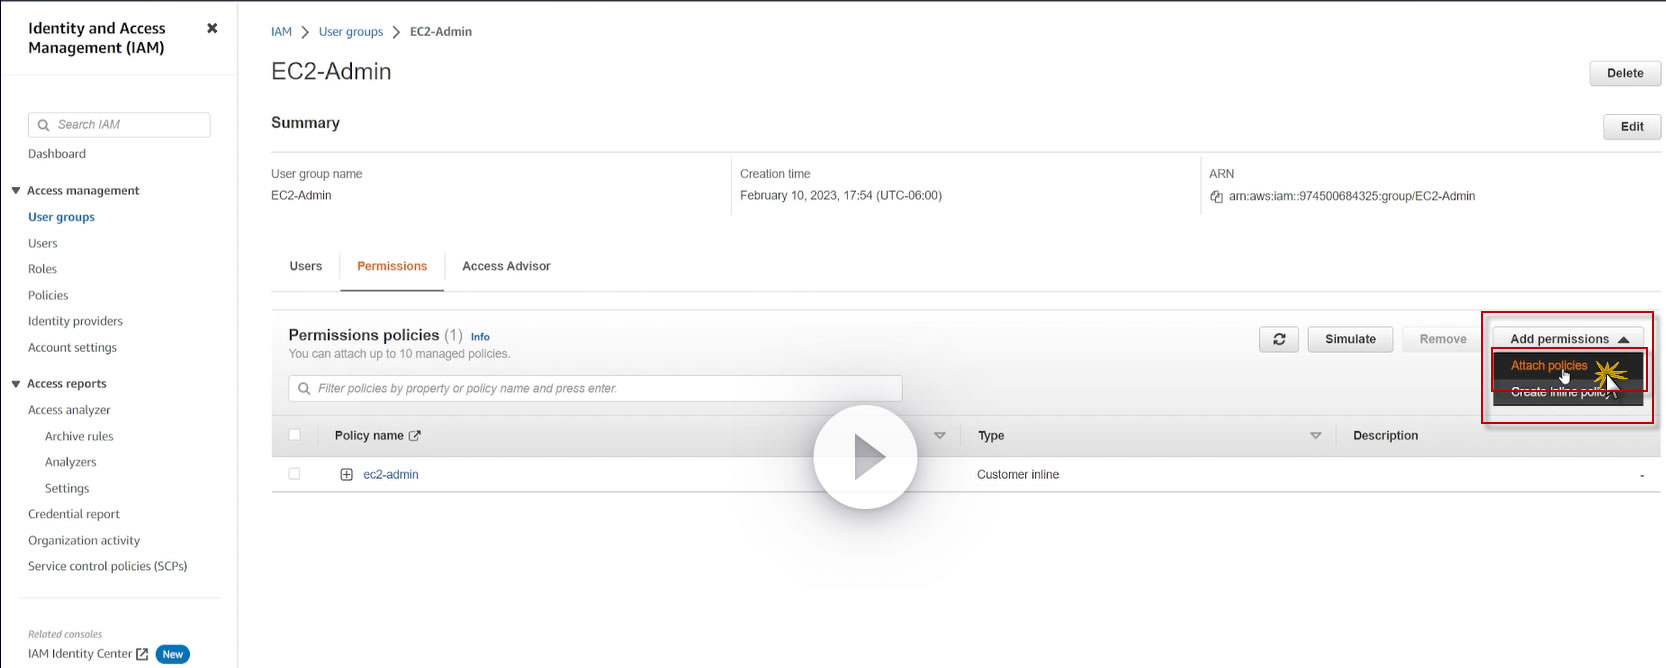 Identity and Access
Management (IAM)
Search IAM
Dashboard
Access management
User groups
Users
Roles
Policies
Identity providers
Account settings
Access reports
Access analyzer
Archive rules
Analyzers
Settings
Credential report
Organization activity
Service control policies (SCPs)
Related consoles
IAM Identity Center New
IAM User groups EC2-Admin
EC2-Admin
Delete
Summary
Edit
User group name
EC2-Admin
Creation time
February 10, 2023, 17:54 (UTC-06:00)
ARN
arn:aws:iam::974500684325:group/EC2-Admin
Users Permissions Access Advisor
Permissions policies (1) Info
You can attach up to 10 managed policies.
Simulate Remove Add permissions
Attach policies
Create inline policy
Filter policies by property or policy name and press enter.
Policy name Type Description
ec2-admin Customer inline -